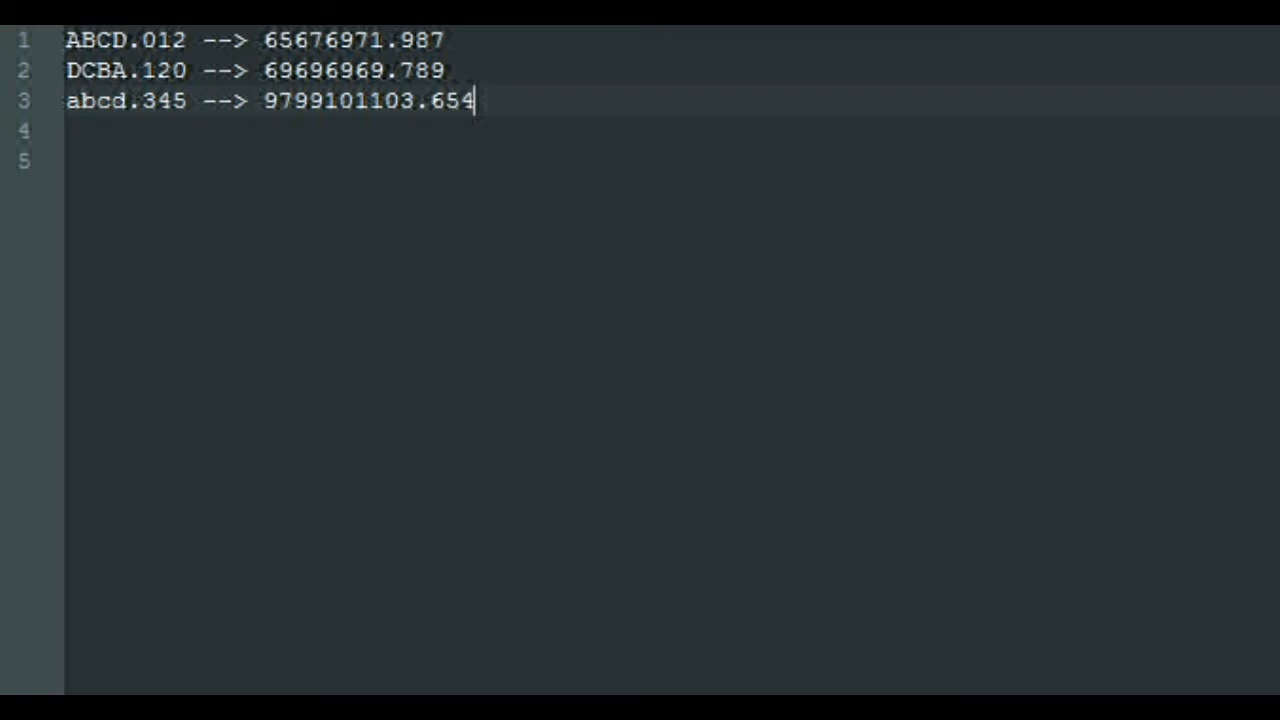 1 ABCD.012 --> 65676971.987
2 DCBA.120 --> 69696969.789
3 abcd.345 --> 9799101103.654
4
5